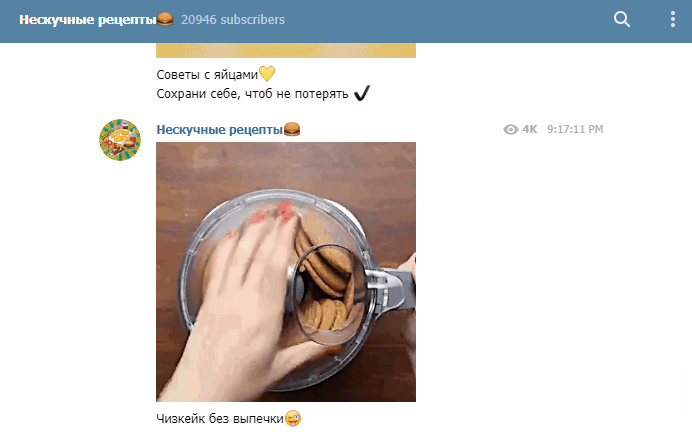 Нескучные рецепты🍔 20946 subscribers
Советы с яйцами💛
Сохрани себе, чтоб не потерять ✔
Нескучные рецепты🍔 4K 9:17:11 PM
Чизкейк без выпечки😜